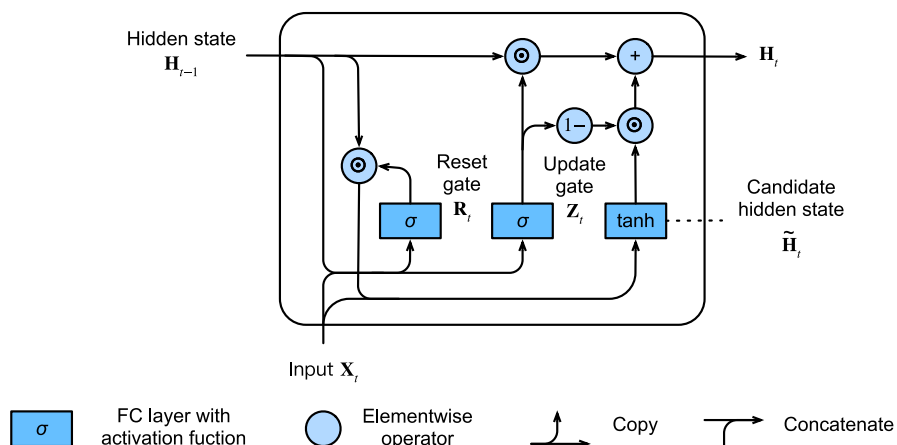 Hidden state
H_{t-1}
⊙
+
H_t
1−
⊙
⊙
Reset
gate
R_t
Update
gate
Z_t
Candidate
hidden state
H̃_t
σ
σ
tanh
Input X_t
σ
FC layer with
activation fuction
Elementwise
operator
Copy
Concatenate